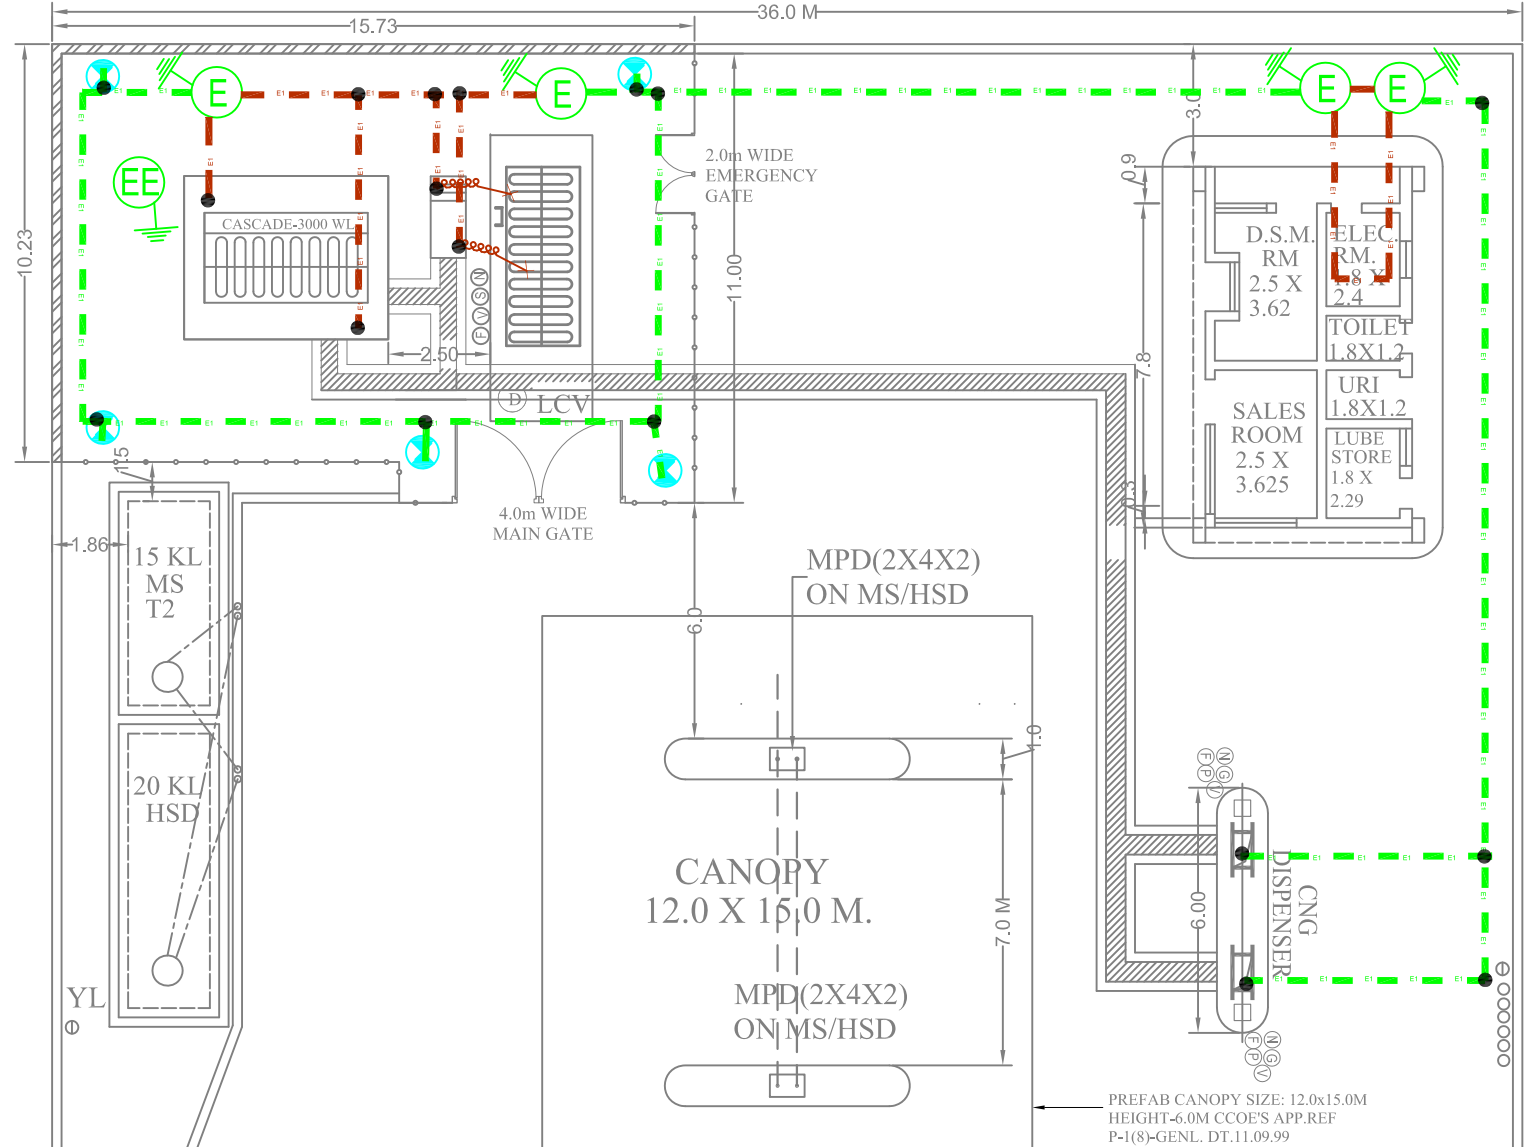 36.0 M
15.73
E
E
E
E
3.0
2.0m WIDE
EMERGENCY
GATE
EE
0.9
CASCADE-3000 WL
D.S.M.
RM
2.5 X
3.62
ELEC.
RM.
1.8 X
2.4
10.23
11.00
N
S
V
F
TOILET
1.8X1.2
2.50
7.8
URI
1.8X1.2
D
LCV
SALES
ROOM
2.5 X
3.625
LUBE
STORE
1.8 X
2.29
1.5
0.3
4.0m WIDE
MAIN GATE
1.86
15 KL
MS
T2
MPD(2X4X2)
ON MS/HSD
6.0
1.0
N
G
V
F
P
20 KL
HSD
CANOPY
12.0 X 15.0 M.
7.0 M
6.00
CNG
DISPENSER
YL
MPD(2X4X2)
ON MS/HSD
N
G
V
F
P
PREFAB CANOPY SIZE: 12.0x15.0M
HEIGHT-6.0M CCOE'S APP.REF
P-1(8)-GENL. DT.11.09.99